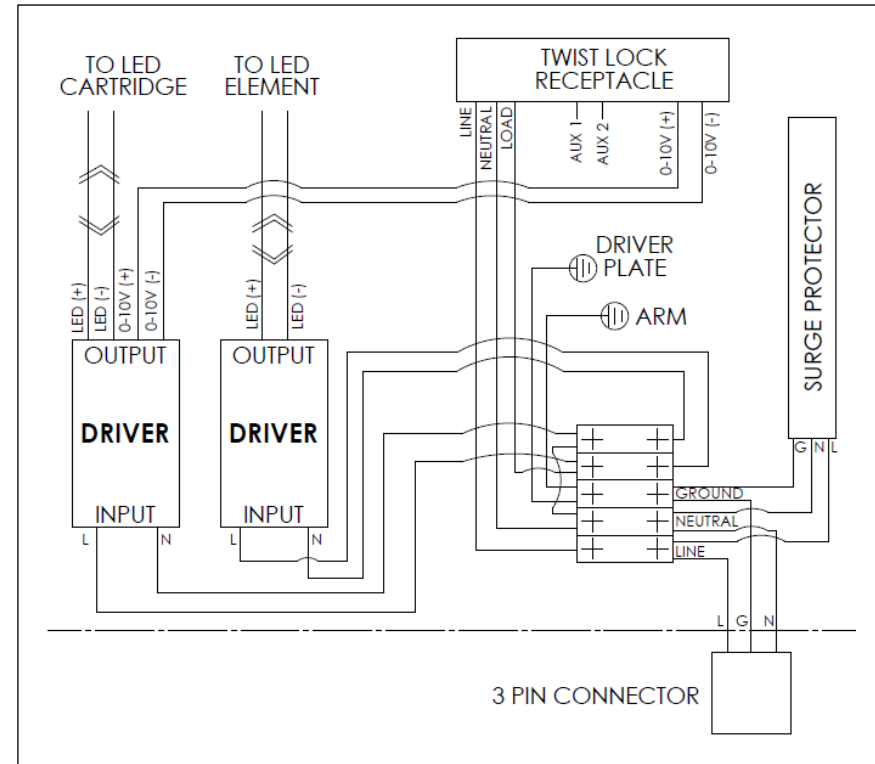 TO LED
CARTRIDGE
TO LED
ELEMENT
TWIST LOCK
RECEPTACLE
LINE
NEUTRAL
LOAD
AUX 1
AUX 2
0-10V (+)
0-10V (-)
SURGE PROTECTOR
DRIVER
PLATE
ARM
LED (+)
LED (-)
0-10V (+)
0-10V (-)
LED (+)
LED (-)
OUTPUT
DRIVER
INPUT
OUTPUT
DRIVER
INPUT
L
N
L
N
G N L
GROUND
NEUTRAL
LINE
L G N
3 PIN CONNECTOR